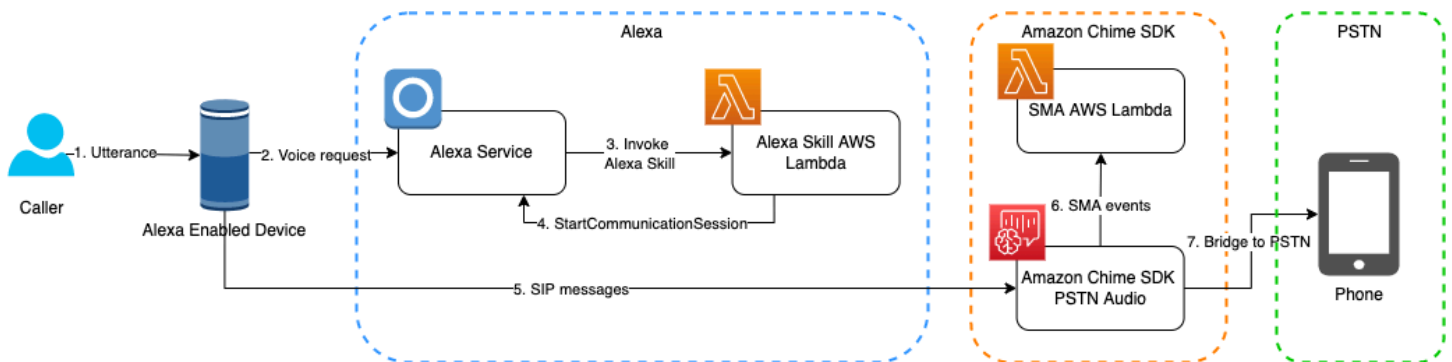 Alexa
Amazon Chime SDK
PSTN
SMA AWS Lambda
1. Utterance
2. Voice request
Alexa Service
3. Invoke
Alexa Skill
Alexa Skill AWS
Lambda
Caller
Alexa Enabled Device
4. StartCommunicationSession
6. SMA events
7. Bridge to PSTN
5. SIP messages
Amazon Chime SDK
PSTN Audio
Phone